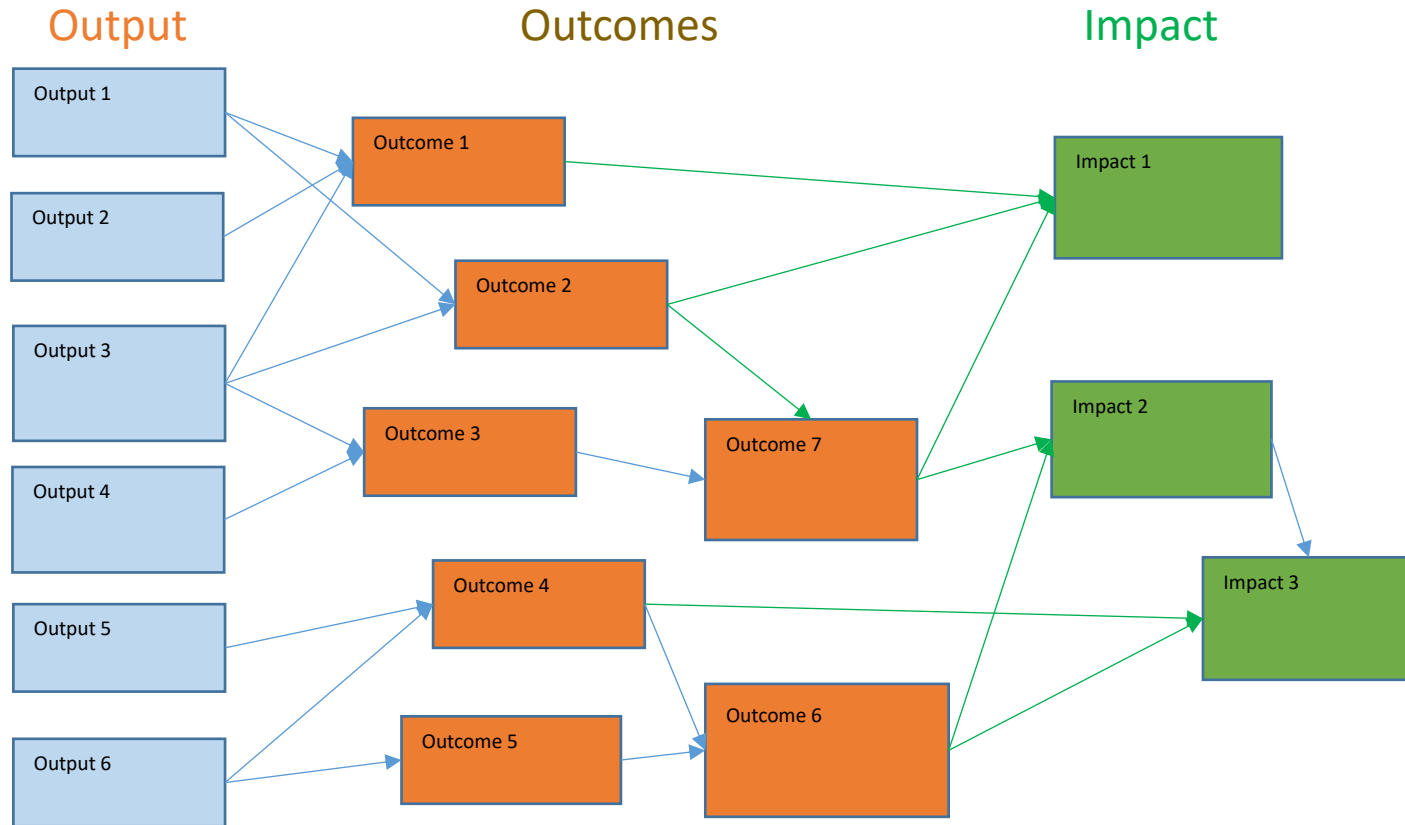 Output
Outcomes
Impact
Output 1
Outcome 1
Impact 1
Output 2
Outcome 2
Output 3
Impact 2
Outcome 3
Outcome 7
Output 4
Outcome 4
Impact 3
Output 5
Outcome 6
Outcome 5
Output 6